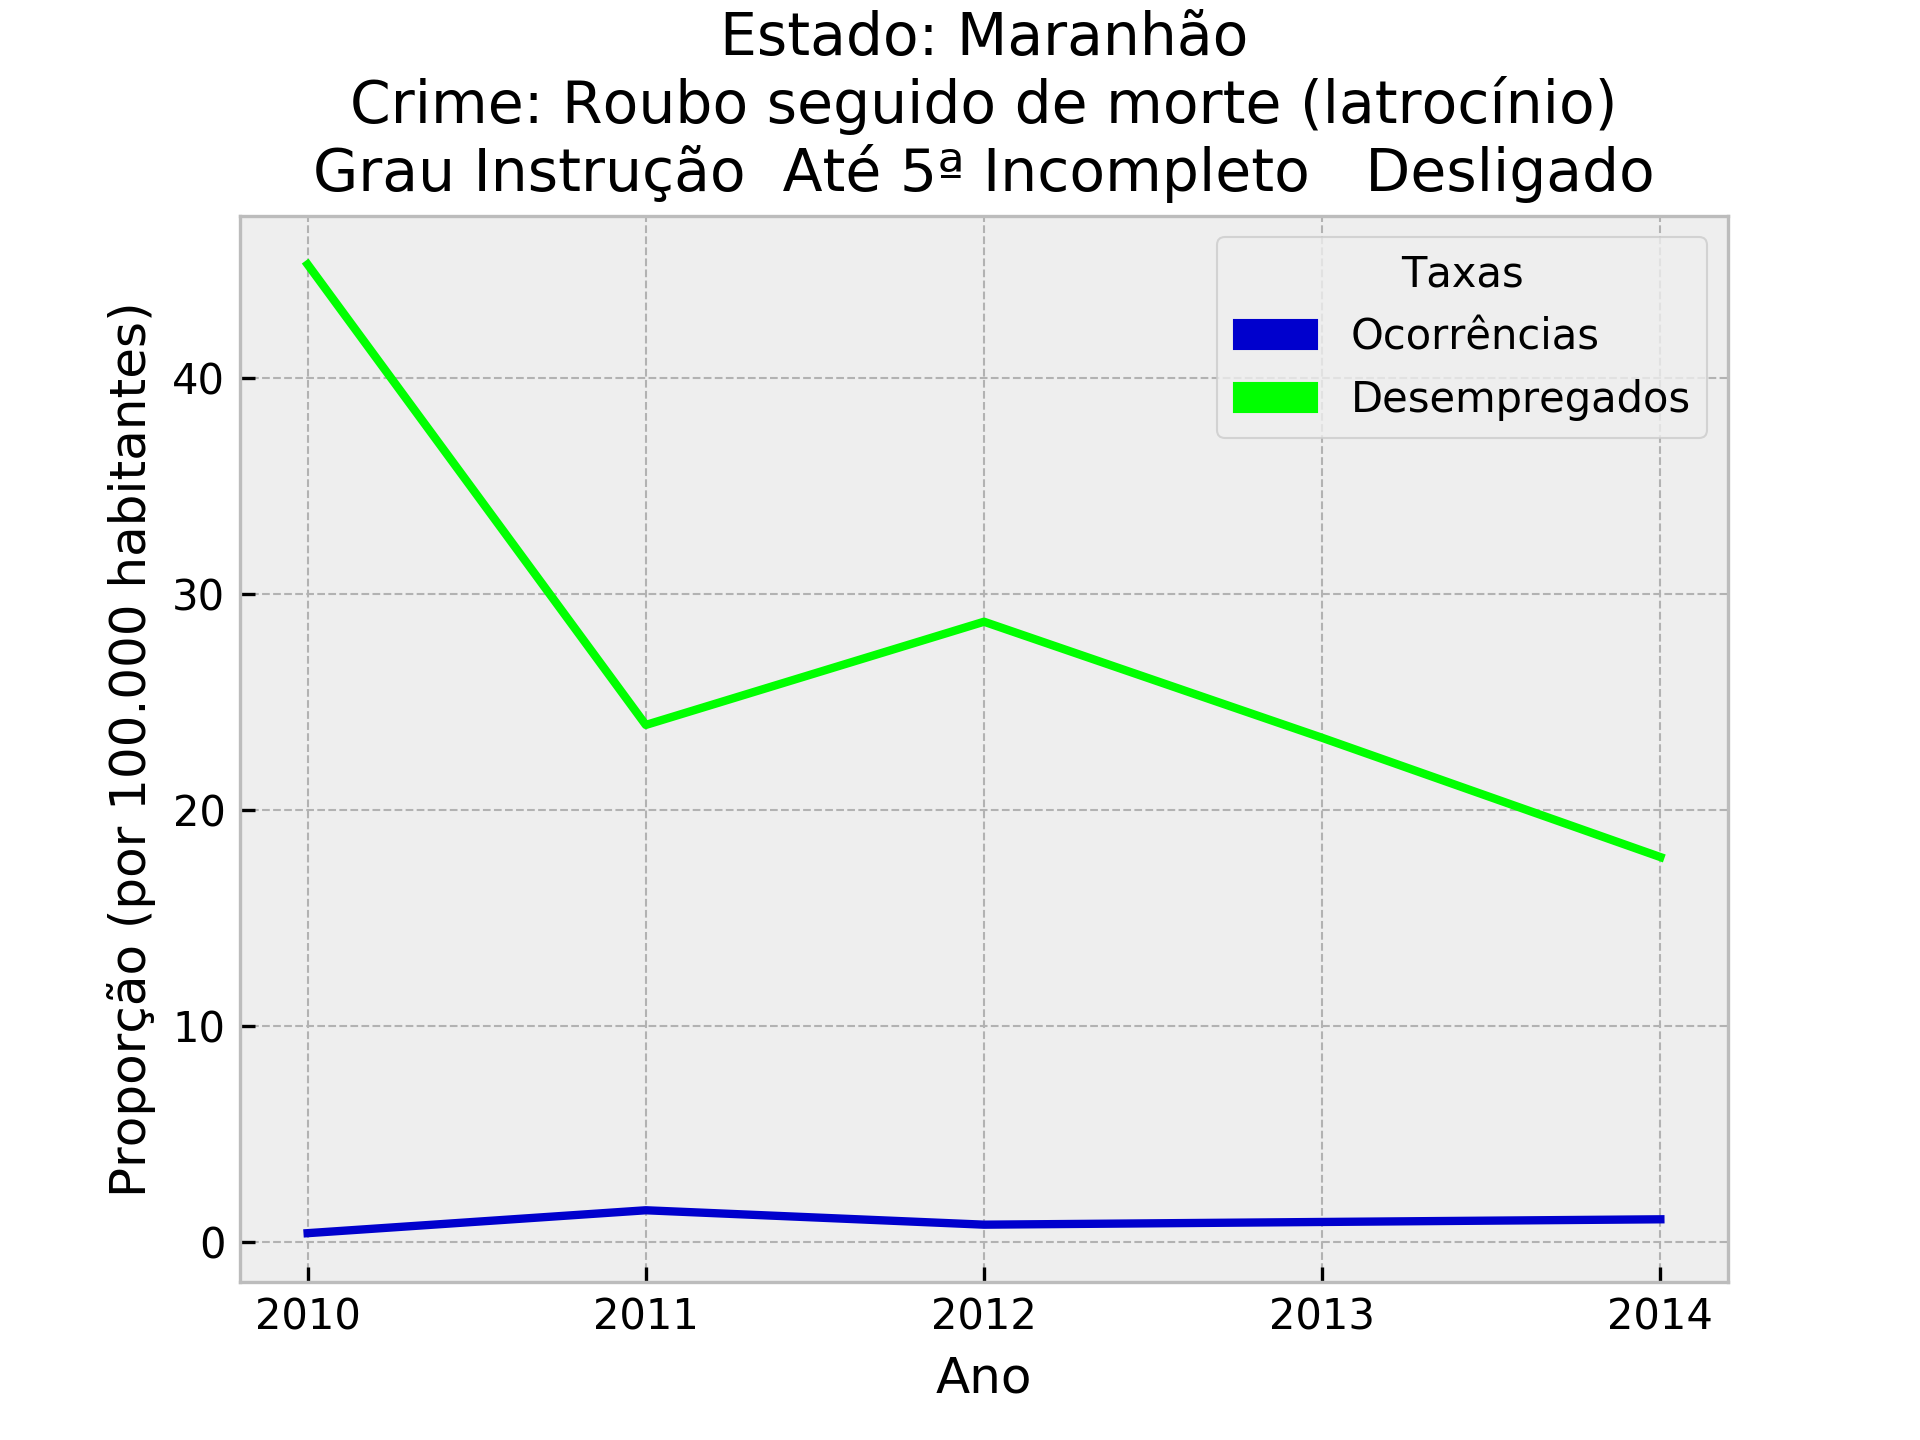 Estado: Maranhão
Crime: Roubo seguido de morte (latrocínio)
Grau Instrução  Até 5ª Incompleto   Desligado
Taxas
Ocorrências
Desempregados
Proporção (por 100.000 habitantes)
40
30
20
10
0
2010 2011 2012 2013 2014
Ano